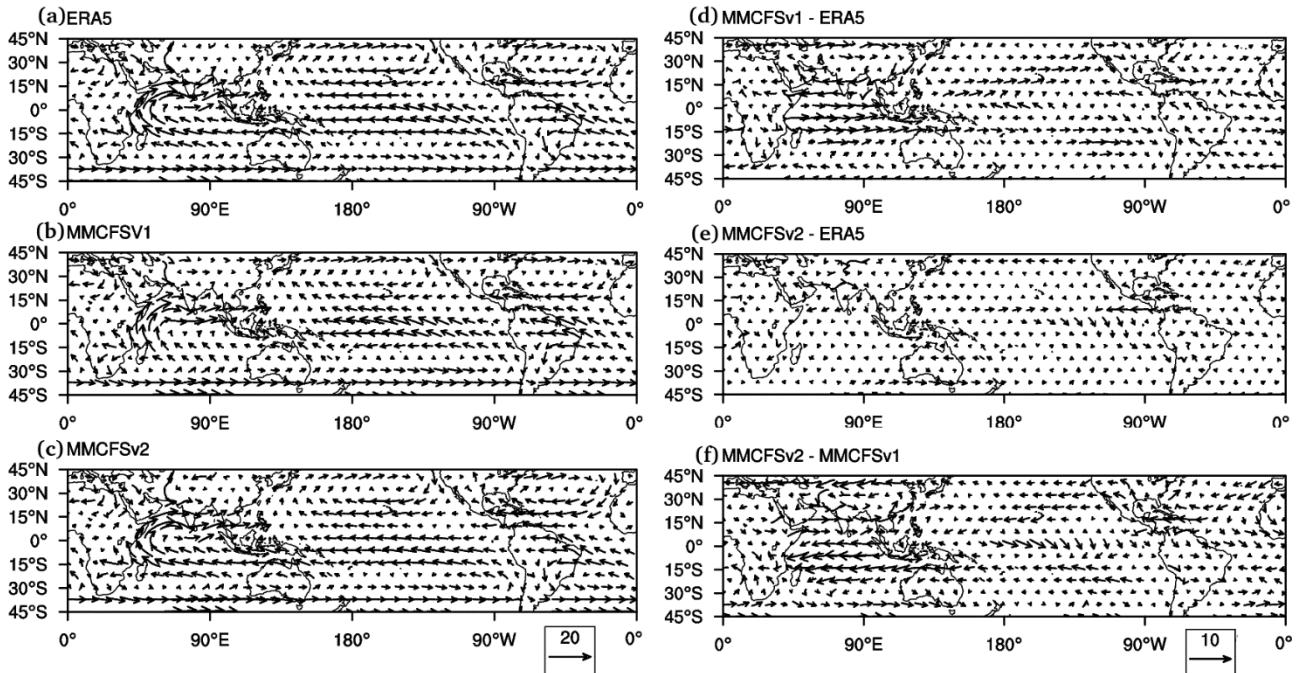 (a) ERA5
45°N
30°N
15°N
0°
15°S
30°S
45°S
0° 90°E 180° 90°W 0°
(b) MMCFSV1
45°N
30°N
15°N
0°
15°S
30°S
45°S
0° 90°E 180° 90°W 0°
(c) MMCFSv2
45°N
30°N
15°N
0°
15°S
30°S
45°S
0° 90°E 180° 90°W 0°
20
(d) MMCFSv1 - ERA5
45°N
30°N
15°N
0°
15°S
30°S
45°S
0° 90°E 180° 90°W 0°
(e) MMCFSv2 - ERA5
45°N
30°N
15°N
0°
15°S
30°S
45°S
0° 90°E 180° 90°W 0°
(f) MMCFSv2 - MMCFSv1
45°N
30°N
15°N
0°
15°S
30°S
45°S
0° 90°E 180° 90°W 0°
10